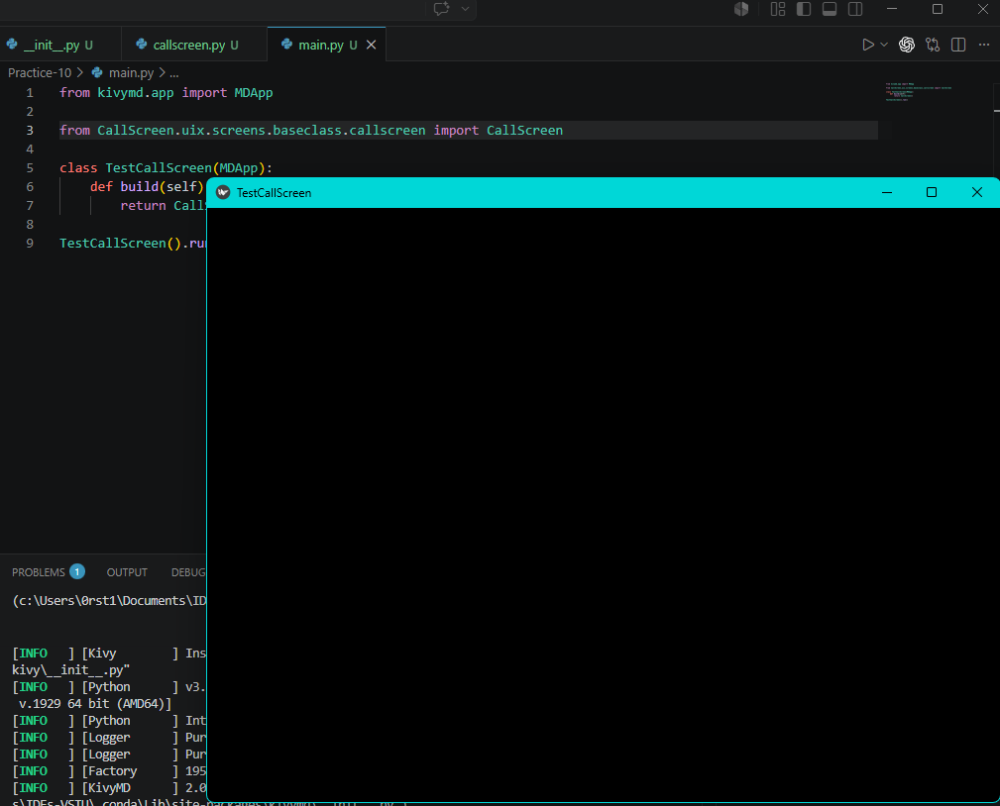 __init__.py U callscreen.py U main.py U
Practice-10 > main.py > ...
1 from kivymd.app import MDApp
2
3 from CallScreen.uix.screens.baseclass.callscreen import CallScreen
4
5 class TestCallScreen(MDApp):
6 def build(self)
7 return Call
8
9 TestCallScreen().ru
TestCallScreen
PROBLEMS 1 OUTPUT DEBUG
(c:\Users\0rst1\Documents\ID
[INFO ] [Kivy ] Ins
kivy\__init__.py"
[INFO ] [Python ] v3.
v.1929 64 bit (AMD64)]
[INFO ] [Python ] Int
[INFO ] [Logger ] Pur
[INFO ] [Logger ] Pur
[INFO ] [Factory ] 195
[INFO ] [KivyMD ] 2.0